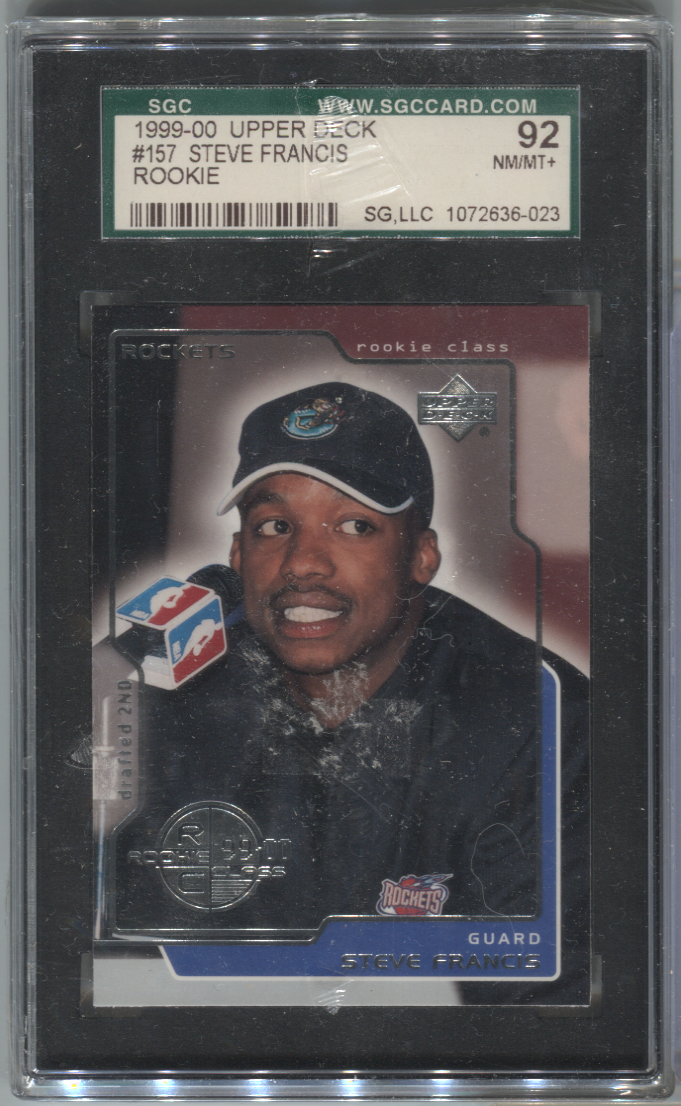 SGC WWW.SGCCARD.COM
1999-00 UPPER DECK 92
#157 STEVE FRANCIS NM/MT+
ROOKIE
SG,LLC 1072636-023
ROCKETS rookie class
UPPER
DECK
drafted 2ND
R
ROOKIE 99·00
C CLASS
ROCKETS
GUARD
STEVE FRANCIS